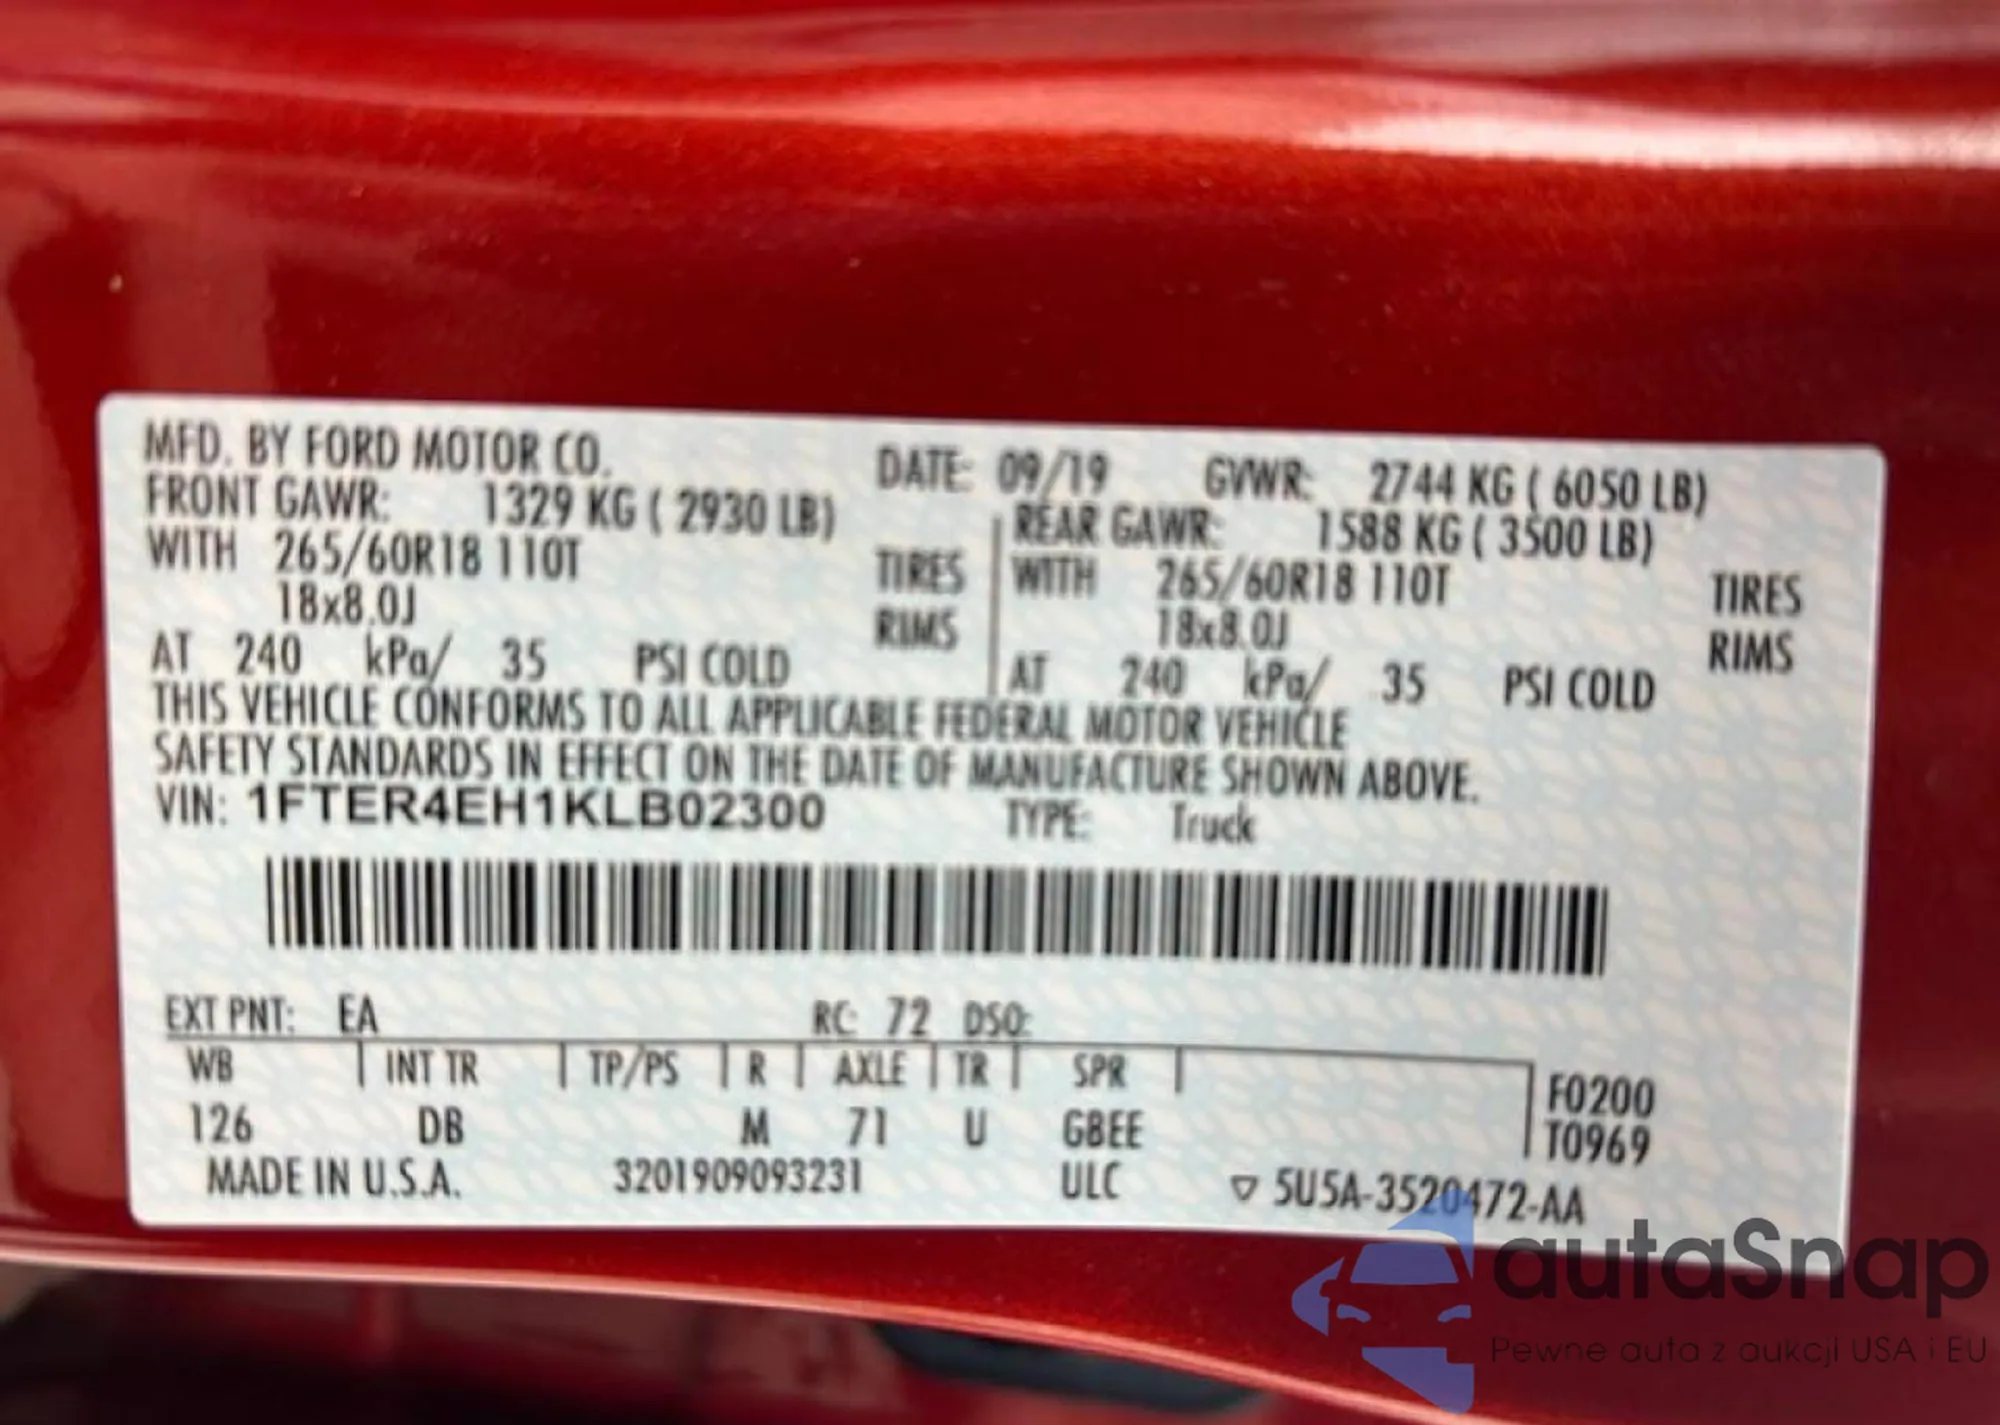 MFD. BY FORD MOTOR CO. DATE: 09/19 GVWR: 2744 KG ( 6050 LB)
FRONT GAWR: 1329 KG ( 2930 LB) REAR GAWR: 1588 KG ( 3500 LB)
WITH 265/60R18 110T TIRES WITH 265/60R18 110T TIRES
18x8.0J RIMS 18x8.0J RIMS
AT 240 kPa/ 35 PSI COLD AT 240 kPa/ 35 PSI COLD
THIS VEHICLE CONFORMS TO ALL APPLICABLE FEDERAL MOTOR VEHICLE
SAFETY STANDARDS IN EFFECT ON THE DATE OF MANUFACTURE SHOWN ABOVE.
VIN: 1FTER4EH1KLB02300 TYPE: Truck
EXT PNT: EA RC: 72 DSO:
WB INT TR TP/PS R AXLE TR SPR F0200
126 DB M 71 U GBEE T0969
MADE IN U.S.A. 3201909093231 ULC ▽ 5U5A-3520472-AA
autaSnap
Pewne auta z aukcji USA i EU